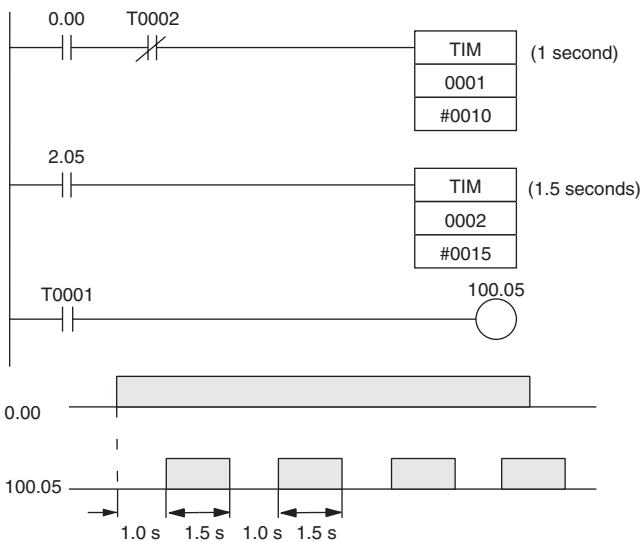 0.00 T0002
TIM (1 second)
0001
#0010
2.05
TIM (1.5 seconds)
0002
#0015
T0001 100.05
0.00
100.05
1.0 s 1.5 s 1.0 s 1.5 s